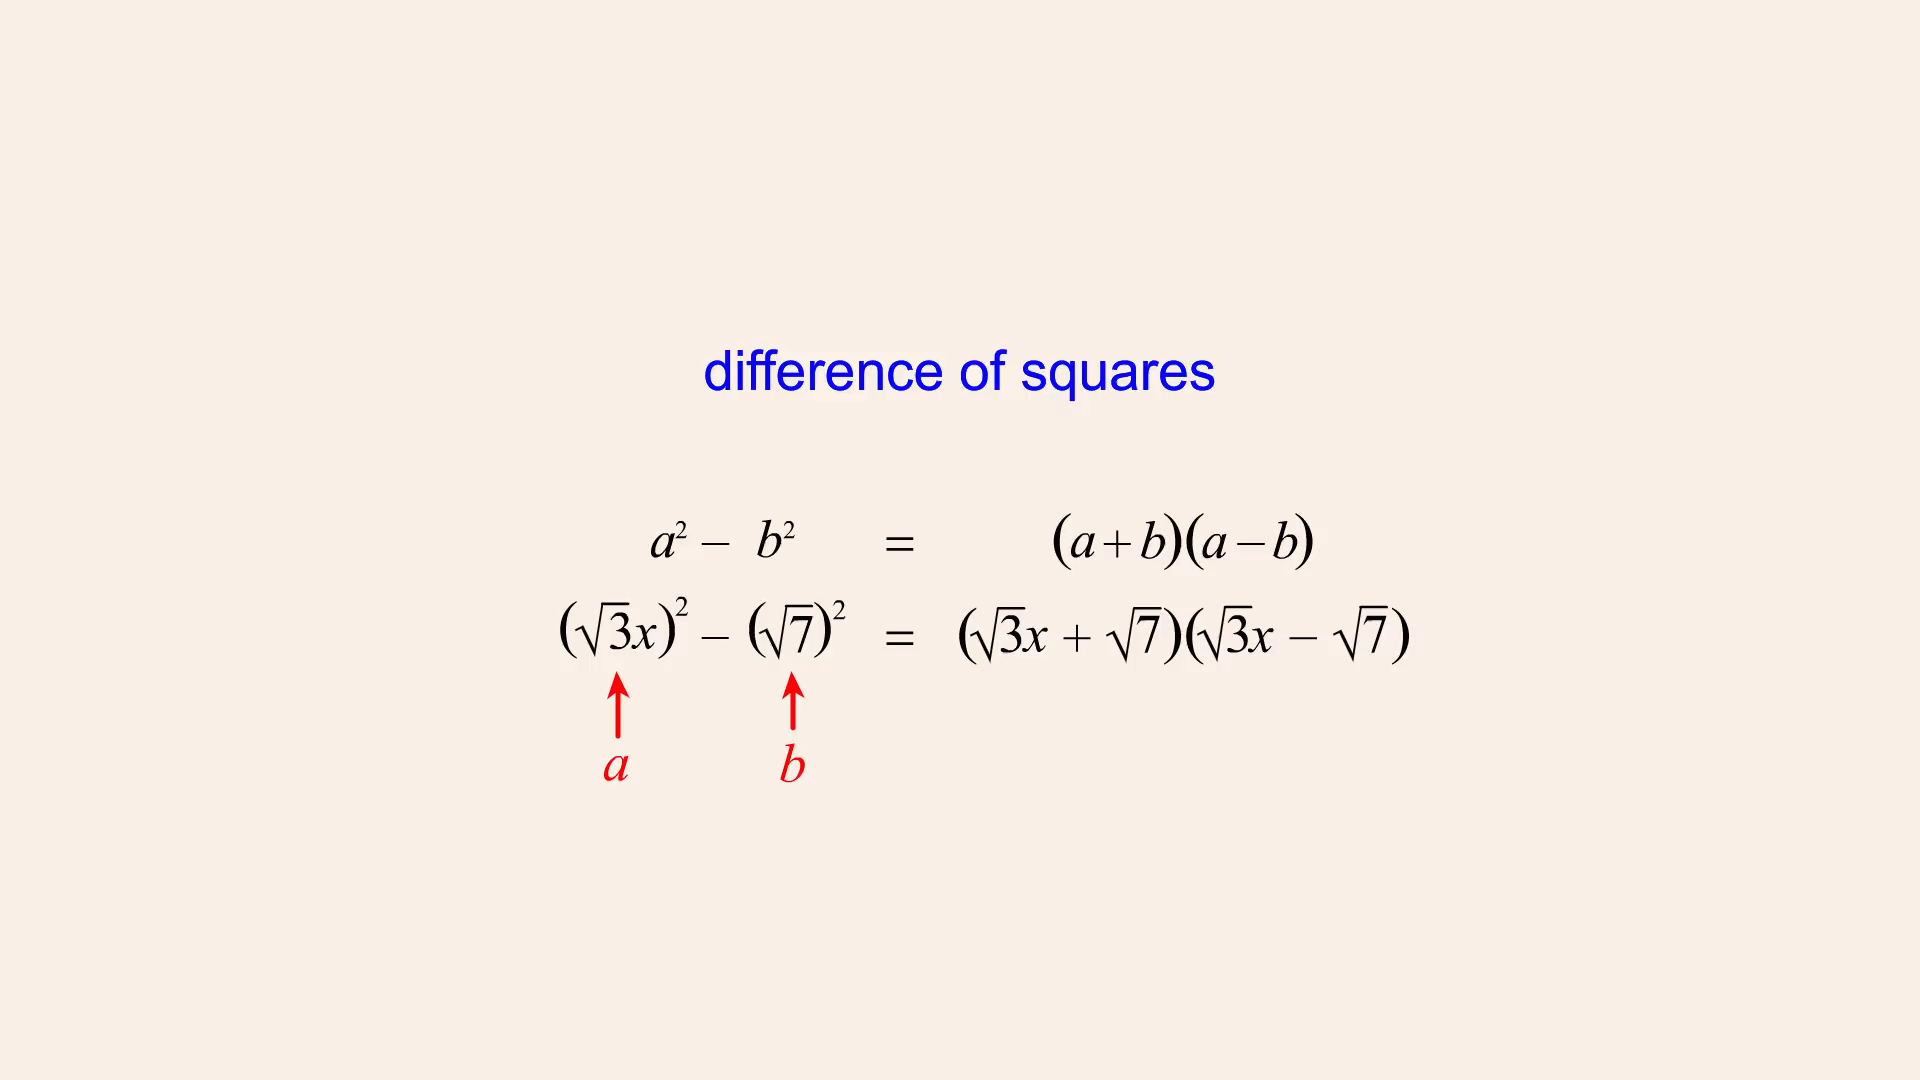 difference of squares
a² − b² = (a + b)(a − b)
(√3x)² − (√7)² = (√3x + √7)(√3x − √7)
a b